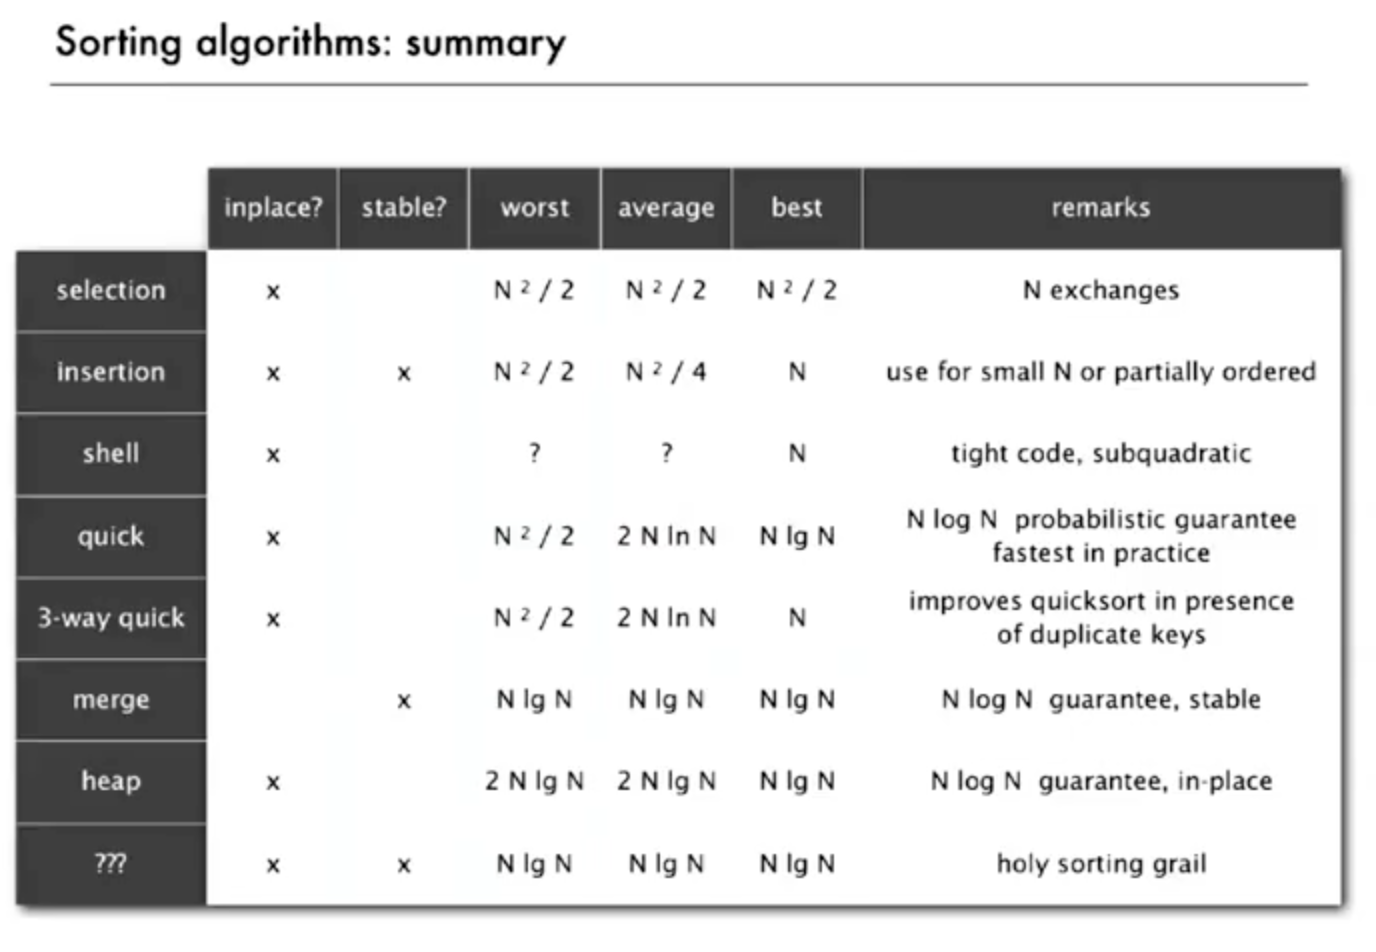 Sorting algorithms: summary
inplace? stable? worst average best remarks
selection x N ² / 2 N ² / 2 N ² / 2 N exchanges
insertion x x N ² / 2 N ² / 4 N use for small N or partially ordered
shell x ? ? N tight code, subquadratic
quick x N ² / 2 2 N ln N N lg N N log N probabilistic guarantee
fastest in practice
3-way quick x N ² / 2 2 N ln N N improves quicksort in presence
of duplicate keys
merge x N lg N N lg N N lg N N log N guarantee, stable
heap x 2 N lg N 2 N lg N N lg N N log N guarantee, in-place
??? x x N lg N N lg N N lg N holy sorting grail